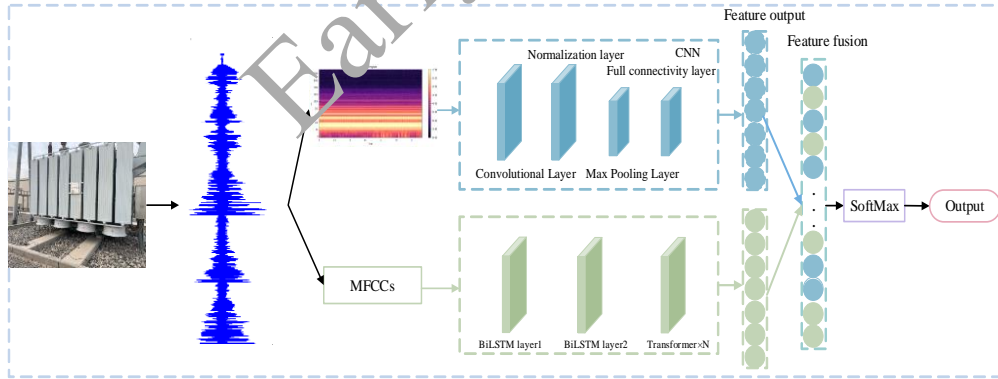 Feature output
Feature fusion
CNN
Normalization layer
Full connectivity layer
Convolutional Layer
Max Pooling Layer
SoftMax
Output
MFCCs
BiLSTM layer1
BiLSTM layer2
Transformer×N